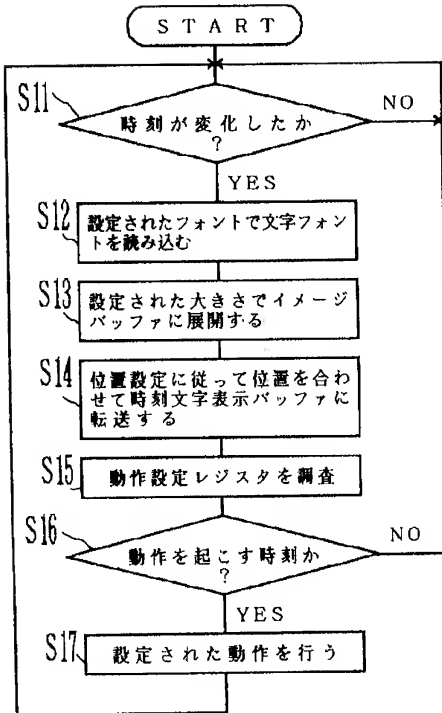 START
S11
時刻が変化したか
?
NO
YES
S12
設定されたフォントで文字フォン
トを読み込む
S13
設定された大きさでイメージ
バッファに展開する
S14
位置設定に従って位置を合わ
せて時刻文字表示バッファに
転送する
S15
動作設定レジスタを調査
S16
動作を起こす時刻か
?
NO
YES
S17
設定された動作を行う